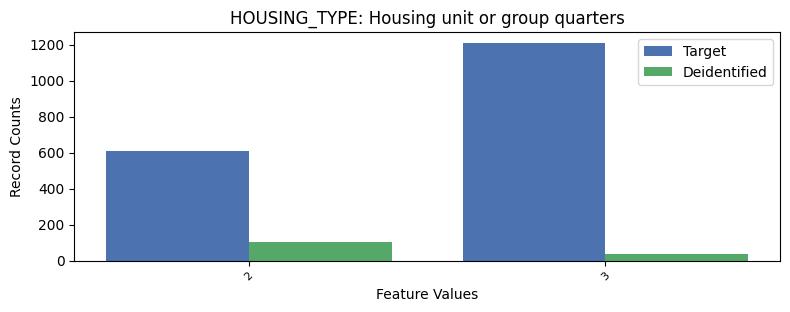 HOUSING_TYPE: Housing unit or group quarters
Target
Deidentified
Record Counts
1200
1000
800
600
400
200
0
2
3
Feature Values